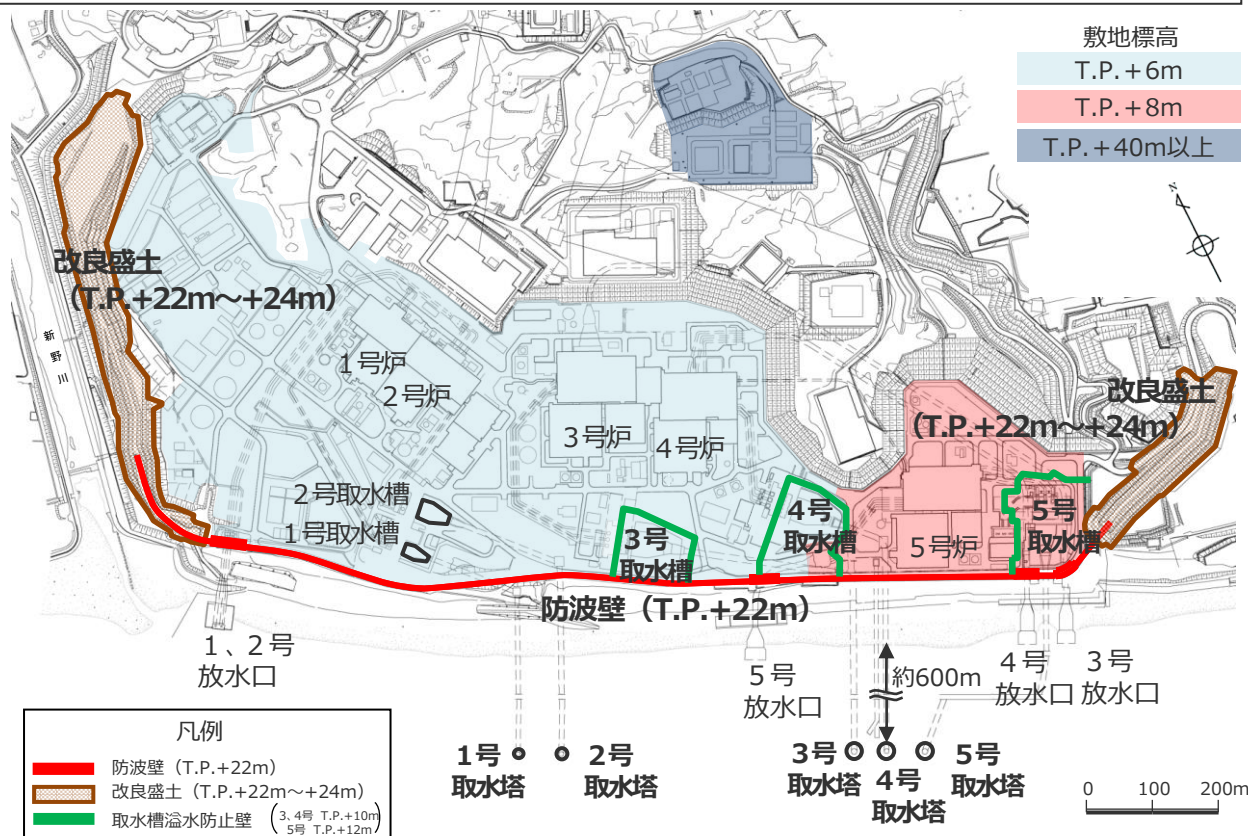 敷地標高
T.P.+6m
T.P.+8m
T.P.+40m以上
N
改良盛土
(T.P.+22m~+24m)
新野川
1号炉
2号炉
3号炉
4号炉
5号炉
改良盛土
(T.P.+22m~+24m)
2号取水槽
1号取水槽
3号
取水槽
4号
取水槽
5号
取水槽
防波壁(T.P.+22m)
1、2号
放水口
5号
放水口
約600m
4号
放水口
3号
放水口
1号
取水塔
2号
取水塔
3号
取水塔
4号
取水塔
5号
取水塔
0 100 200m
凡例
防波壁(T.P.+22m)
改良盛土(T.P.+22m~+24m)
取水槽溢水防止壁(3、4号 T.P.+10m
5号 T.P.+12m)